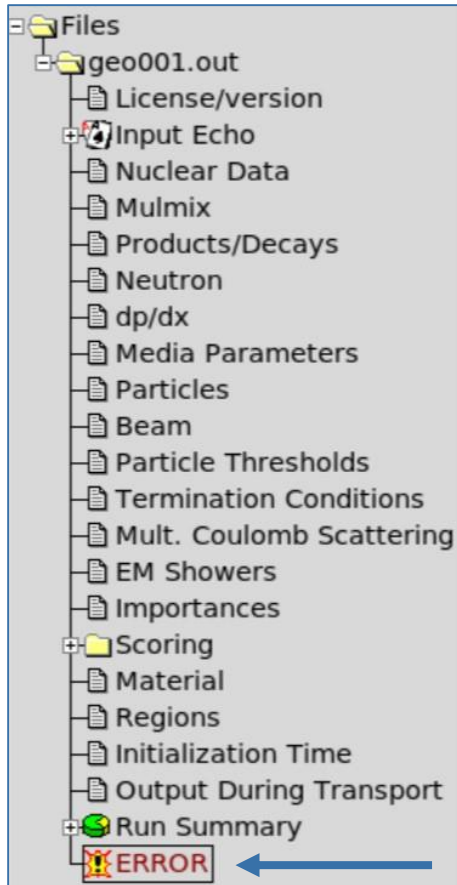 Files
geo001.out
License/version
Input Echo
Nuclear Data
Mulmix
Products/Decays
Neutron
dp/dx
Media Parameters
Particles
Beam
Particle Thresholds
Termination Conditions
Mult. Coulomb Scattering
EM Showers
Importances
Scoring
Material
Regions
Initialization Time
Output During Transport
Run Summary
ERROR